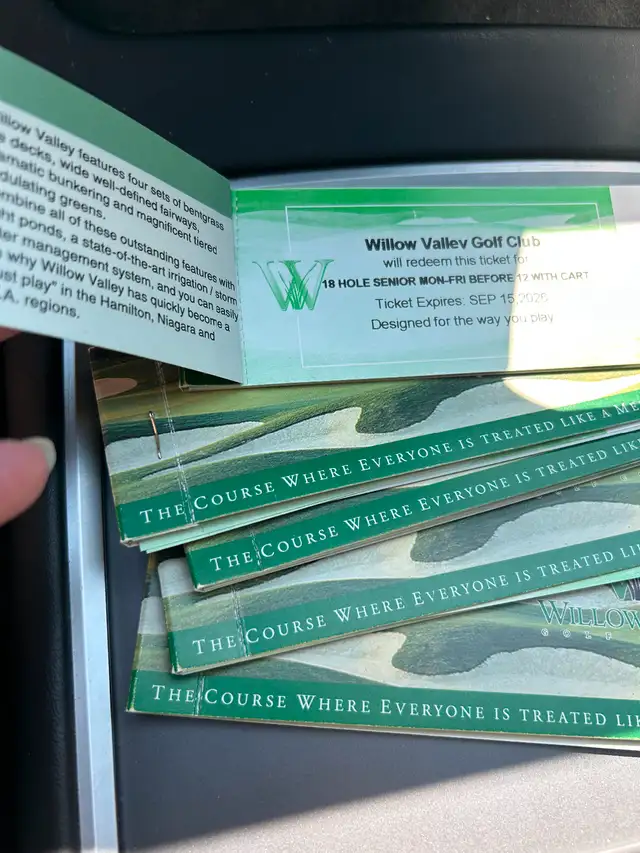 illow Valley features four sets of bentgrass
decks, wide well-defined fairways,
amatic bunkering and magnificent tiered
dulating greens.
mbine all of these outstanding features with
ht ponds, a state-of-the-art irrigation / storm
ter management system, and you can easily
why Willow Valley has quickly become a
ust play" in the Hamilton, Niagara and
.A. regions.
Willow Valley Golf Club
will redeem this ticket for
W
18 HOLE SENIOR MON-FRI BEFORE 12 WITH CART
Ticket Expires: SEP 15,2026
Designed for the way you play
THE COURSE WHERE EVERYONE IS TREATED LIKE A ME
THE COURSE WHERE EVERYONE IS TREATED LIK
THE COURSE WHERE EVERYONE IS TREATED LIK
WILLOW
GOLF
THE COURSE WHERE EVERYONE IS TREATED LIK